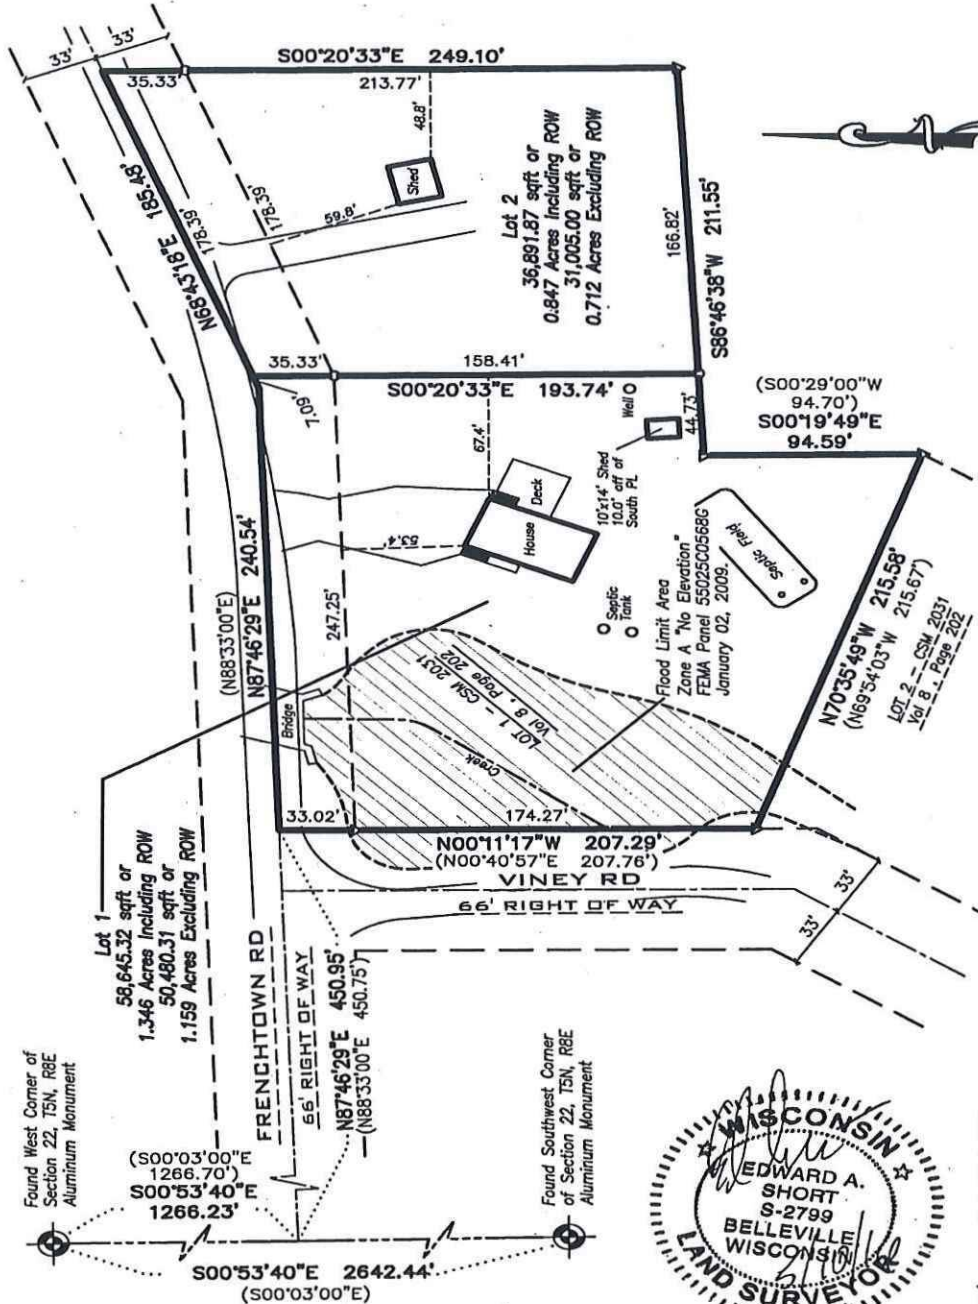 33'
33'
S00°20'33"E 249.10'
35.33'
213.77'
48.8'
Shed
59.8'
N68°43'18"E 185.48'
178.39'
178.39'
Lot 2
36,891.87 sqft or
0.847 Acres Including ROW
31,005.00 sqft or
0.712 Acres Excluding ROW
166.82'
S86°46'38"W 211.55'
35.33'
158.41'
S00°20'33"E 193.74'
7.09'
67.4'
Well
44.73'
(S00°29'00"W
94.70')
S00°19'49"E
94.59'
10'x14' Shed
10.0' off of
South PL
Deck
House
53.4'
N87°46'29"E 240.54'
(N88°33'00"E)
247.25'
Septic
Tank
Septic Field
Flood Limit Area
Zone A "No Elevation"
FEMA Panel 55025C0568G
January 02, 2009.
N70°35'49"W 215.58'
(N69°54'03"W 215.67')
LOT 2 - CSM 2031
Vol 8 , Page 202
LOT 1 - CSM 2031
Vol 8 , Page 202
Creek
Bridge
33.02'
174.27'
N00°11'17"W 207.29'
(N00°40'57"E 207.76')
VINEY RD
66' RIGHT OF WAY
33'
33'
Lot 1
58,645.32 sqft or
1.346 Acres Including ROW
50,480.31 sqft or
1.159 Acres Excluding ROW
FRENCHTOWN RD
66' RIGHT OF WAY
N87°46'29"E 450.95'
(N88°33'00"E 450.75')
Found West Corner of
Section 22, T5N, R8E
Aluminum Monument
(S00°03'00"E
1266.70')
S00°53'40"E
1266.23'
Found Southwest Corner
of Section 22, T5N, R8E
Aluminum Monument
S00°53'40"E 2642.44'
(S00°03'00"E)
WISCONSIN
EDWARD A.
SHORT
S-2799
BELLEVILLE
WISCONSIN
LAND SURVEYOR